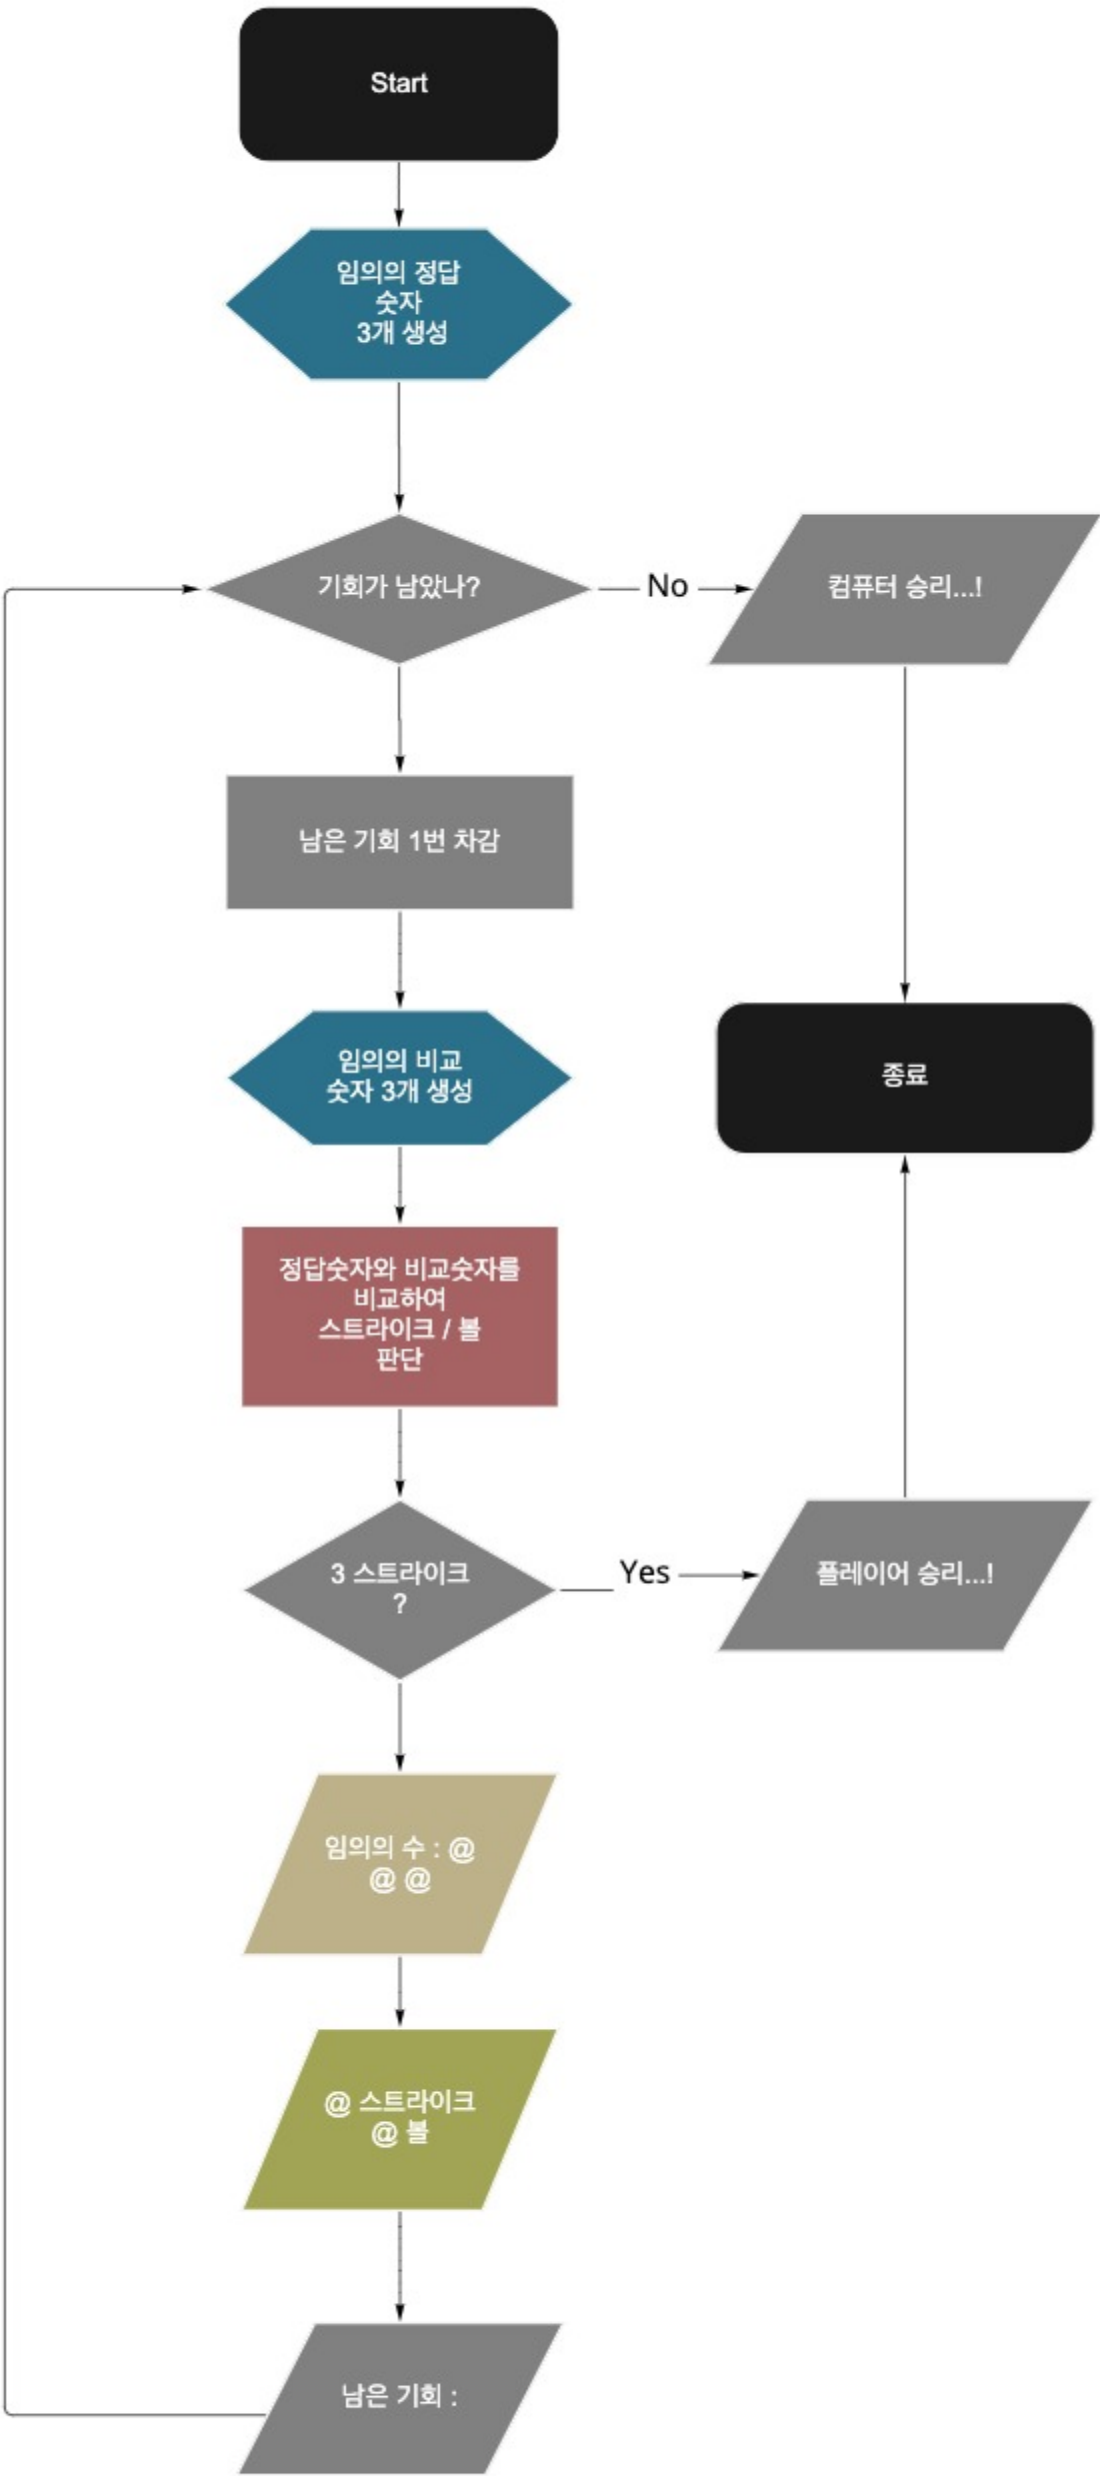 Start
임의의 정답
숫자
3개 생성
기회가 남았나?
No
컴퓨터 승리...!
남은 기회 1번 차감
임의의 비교
숫자 3개 생성
종료
정답숫자와 비교숫자를
비교하여
스트라이크 / 볼
판단
3 스트라이크
?
Yes
플레이어 승리...!
임의의 수 : @
@ @
@ 스트라이크
@ 볼
남은 기회 :